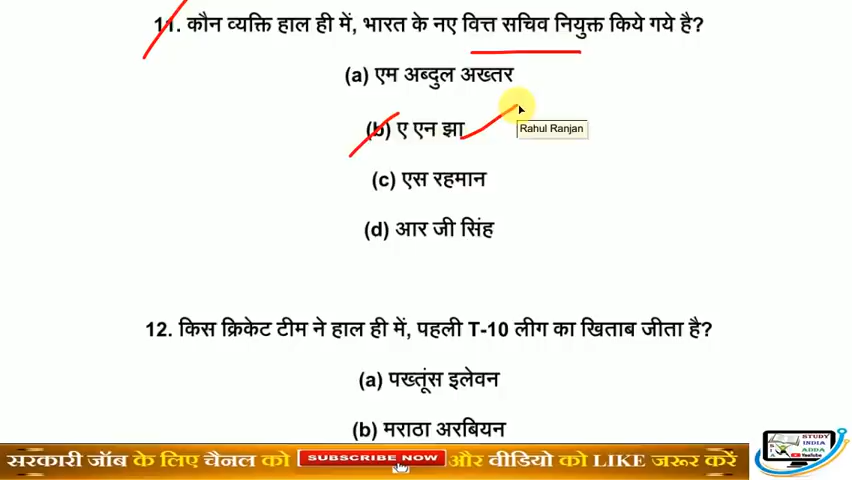 11. कौन व्यक्ति हाल ही में, भारत के नए वित्त सचिव नियुक्त किये गये है?
(a) एम अब्दुल अख्तर
(b) ए एन झा
Rahul Ranjan
(c) एस रहमान
(d) आर जी सिंह
12. किस क्रिकेट टीम ने हाल ही में, पहली T-10 लीग का खिताब जीता है?
(a) पख्तूंस इलेवन
(b) मराठा अरबियन
सरकारी जॉब के लिए चैनल को SUBSCRIBE NOW और वीडियो को LIKE जरूर करें
STUDY
INDIA
ADDA
YouTube